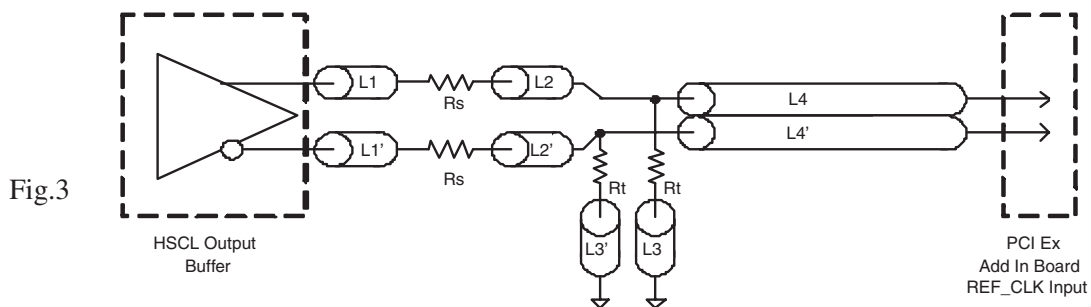 L1
L2
L4
Rs
L1'
L2'
L4'
Rs
Rt
Rt
Fig.3
L3'
L3
HSCL Output
Buffer
PCI Ex
Add In Board
REF_CLK Input